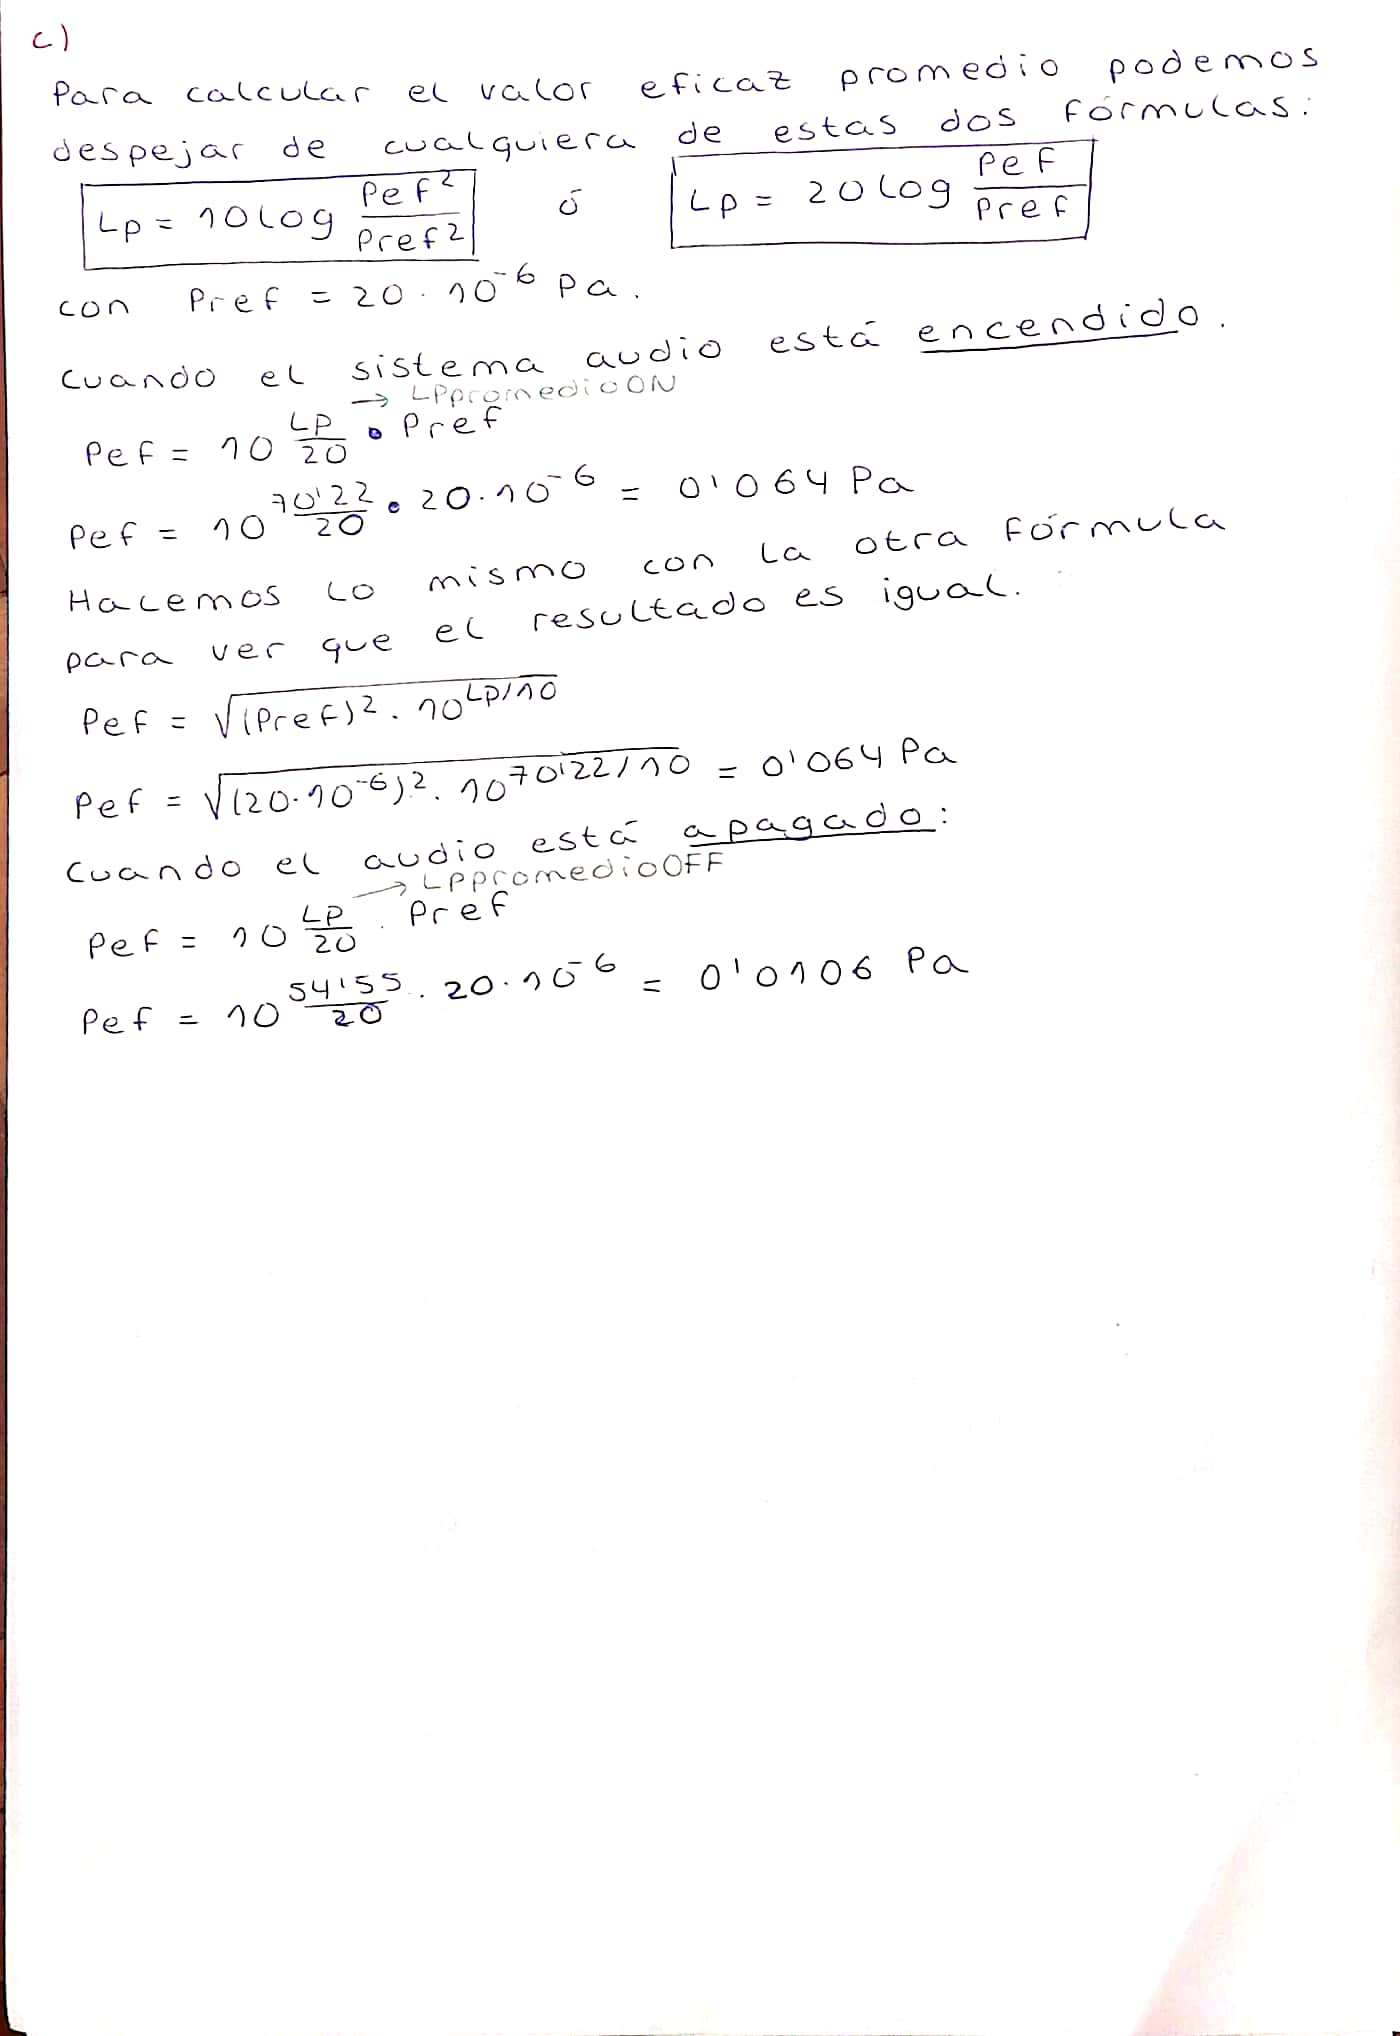 c)
Para calcular el valor eficaz promedio podemos
despejar de cualquiera de estas dos fórmulas:
Lp = 10 log Pef²/Pref² ó Lp = 20 log Pef/Pref
con Pref = 20 · 10⁻⁶ Pa.
Cuando el sistema audio está encendido.
→ LPpromedioON
Pef = 10^(Lp/20) · Pref
Pef = 10^(70'22/20) · 20·10⁻⁶ = 0'064 Pa
Hacemos lo mismo con la otra fórmula
para ver que el resultado es igual.
Pef = √((Pref)² · 10^(Lp/10))
Pef = √((20·10⁻⁶)² · 10^(70'22/10)) = 0'064 Pa
Cuando el audio está apagado:
→ LPpromedioOFF
Pef = 10^(Lp/20) · Pref
Pef = 10^(54'55/20) · 20·10⁻⁶ = 0'0106 Pa